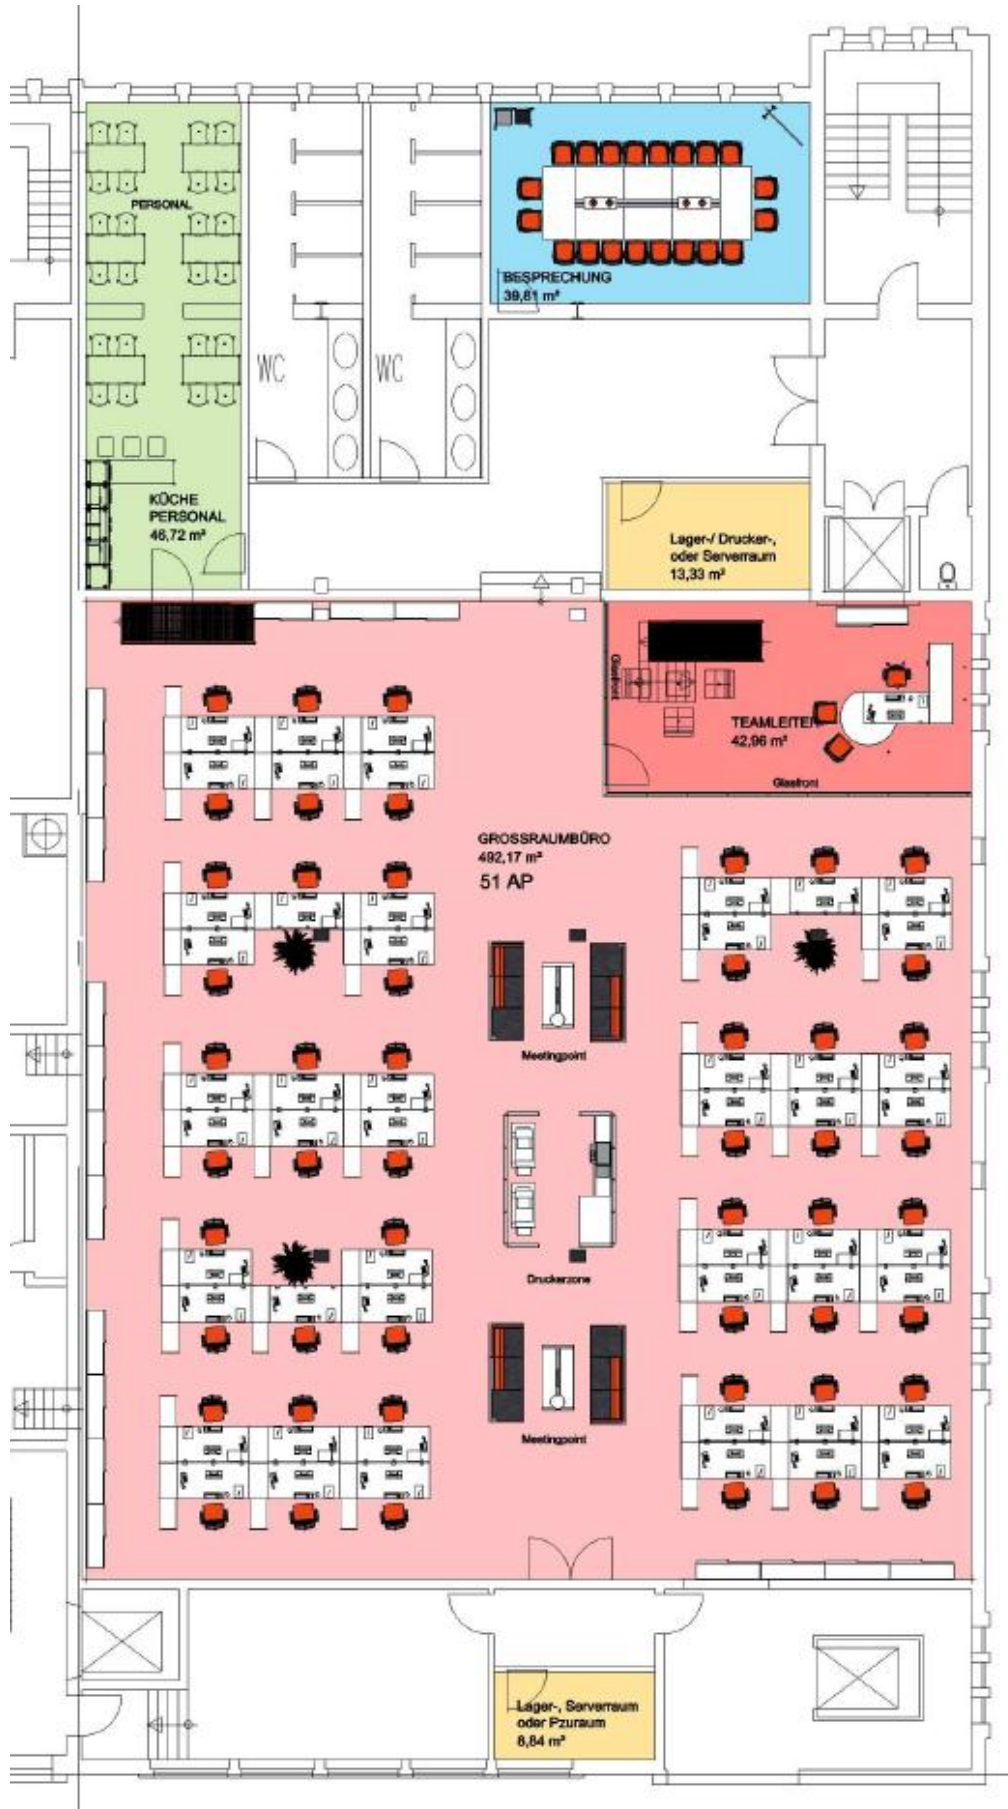 PERSONAL
BESPRECHUNG
39,81 m²
WC
WC
KÜCHE
PERSONAL
46,72 m²
Lager-/ Drucker-,
oder Serverraum
13,33 m²
Glasfront
TEAMLEITER
42,96 m²
Glasfront
GROSSRAUMBÜRO
492,17 m²
51 AP
Meetingpoint
Druckerzone
Meetingpoint
Lager-, Serverraum
oder Pzuraum
8,84 m²